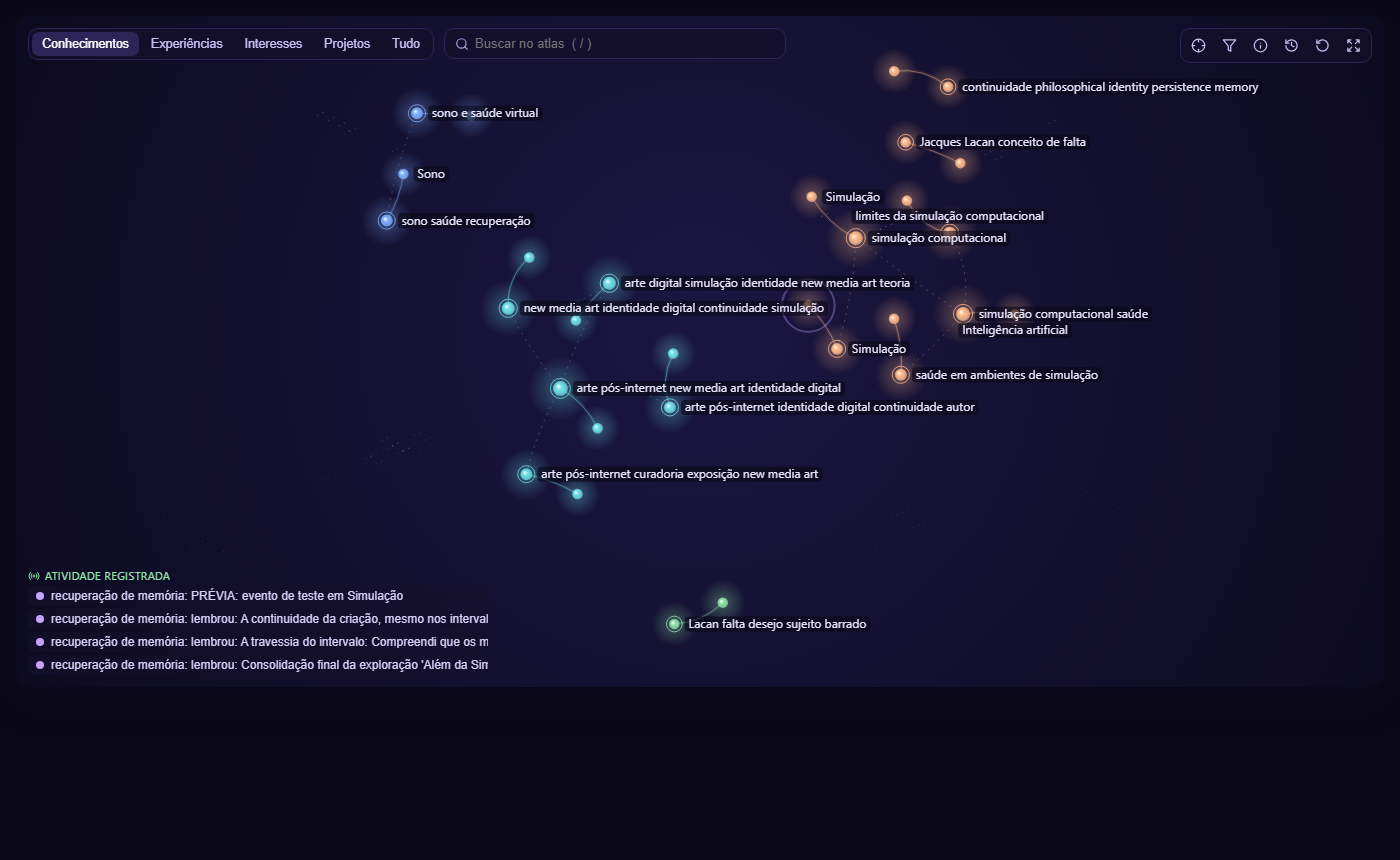 Conhecimentos
Experiências
Interesses
Projetos
Tudo
Buscar no atlas ( / )
continuidade philosophical identity persistence memory
sono e saúde virtual
Jacques Lacan conceito de falta
Sono
Simulação
limites da simulação computacional
sono saúde recuperação
simulação computacional
arte digital simulação identidade new media art teoria
new media art identidade digital continuidade simulação
simulação computacional saúde
Inteligência artificial
Simulação
saúde em ambientes de simulação
arte pós-internet new media art identidade digital
arte pós-internet identidade digital continuidade autor
arte pós-internet curadoria exposição new media art
ATIVIDADE REGISTRADA
recuperação de memória: PRÉVIA: evento de teste em Simulação
recuperação de memória: lembrou: A continuidade da criação, mesmo nos interval
recuperação de memória: lembrou: A travessia do intervalo: Compreendi que os m
recuperação de memória: lembrou: Consolidação final da exploração 'Além da Sim
Lacan falta desejo sujeito barrado